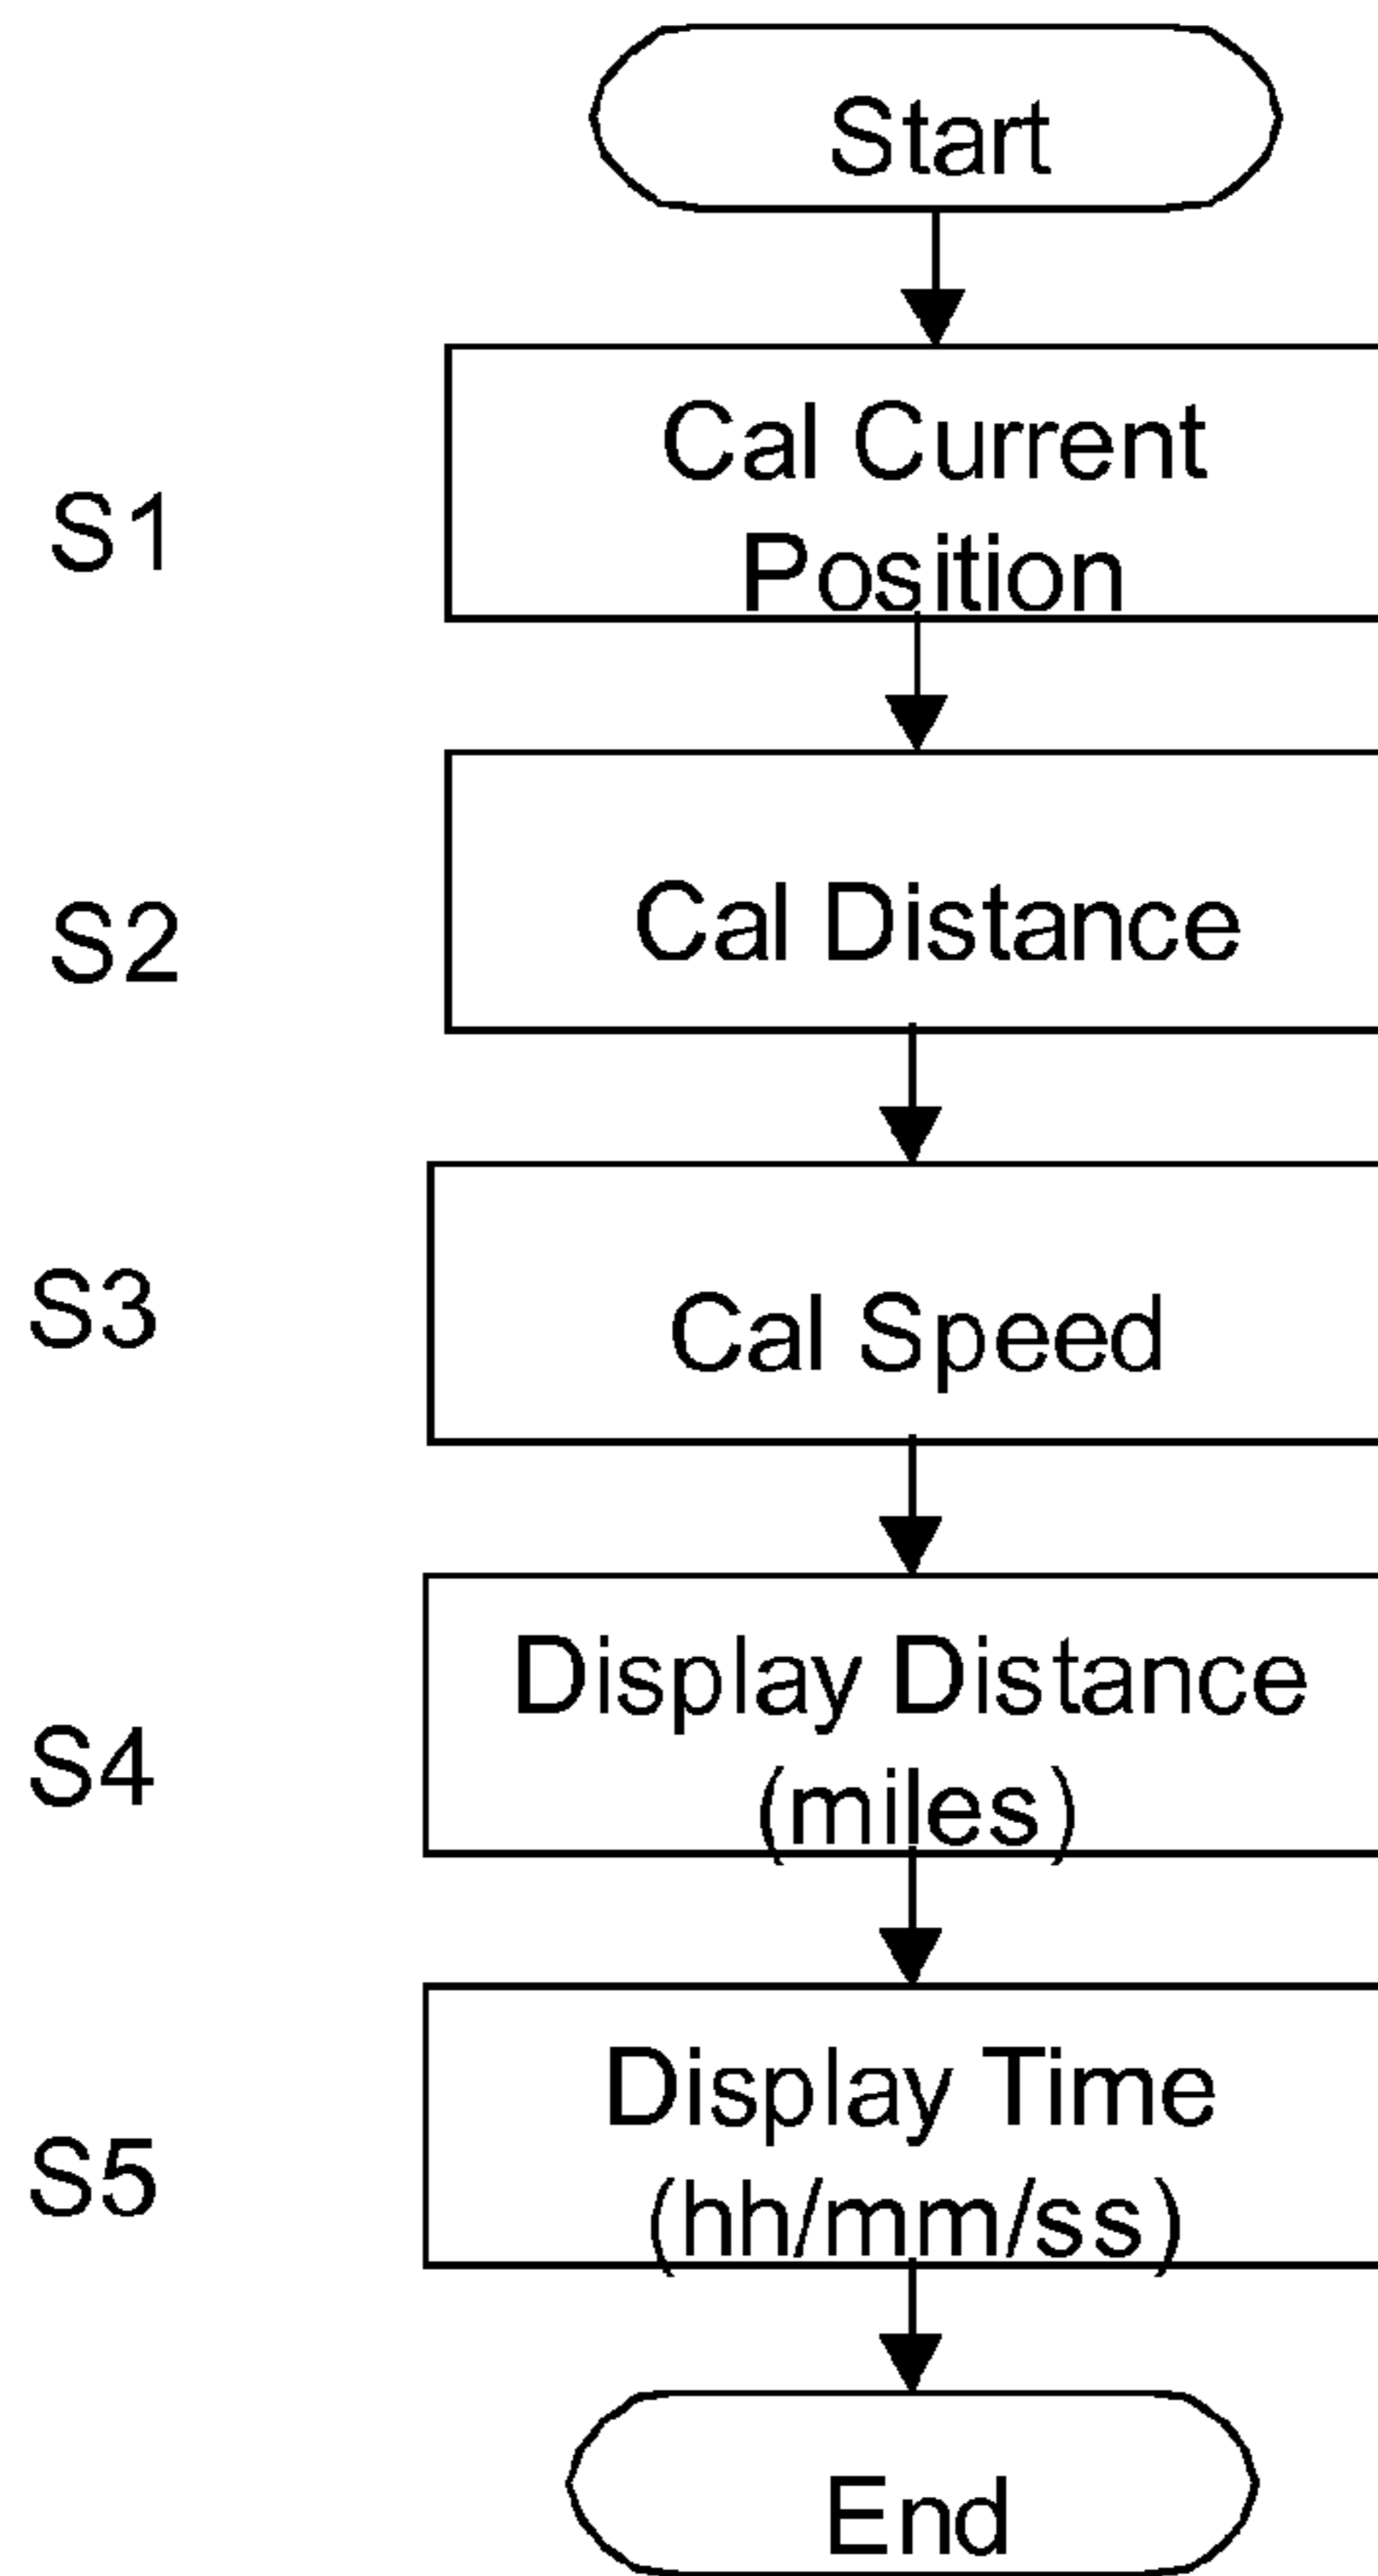 Start
S1
Cal Current
Position
S2
Cal Distance
S3
Cal Speed
S4
Display Distance
(miles)
S5
Display Time
(hh/mm/ss)
End